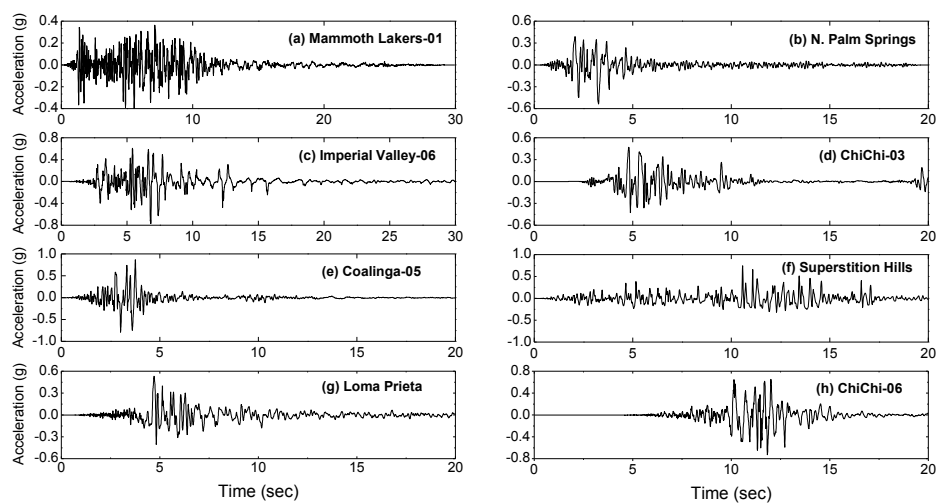 0.4
0.2
0.0
-0.2
-0.4
Acceleration (g)
(a) Mammoth Lakers-01
0 5 10 15 20 25 30
0.6
0.3
0.0
-0.3
-0.6
(b) N. Palm Springs
0 5 10 15 20
0.8
0.4
0.0
-0.4
-0.8
Acceleration (g)
(c) Imperial Valley-06
0 5 10 15 20 25 30
0.6
0.3
0.0
-0.3
-0.6
(d) ChiChi-03
0 5 10 15 20
1.0
0.5
0.0
-0.5
-1.0
Acceleration (g)
(e) Coalinga-05
0 5 10 15 20
1.0
0.5
0.0
-0.5
-1.0
(f) Superstition Hills
0 5 10 15 20
0.6
0.3
0.0
-0.3
-0.6
Acceleration (g)
(g) Loma Prieta
0 5 10 15 20
Time (sec)
0.8
0.4
0.0
-0.4
-0.8
(h) ChiChi-06
0 5 10 15 20
Time (sec)